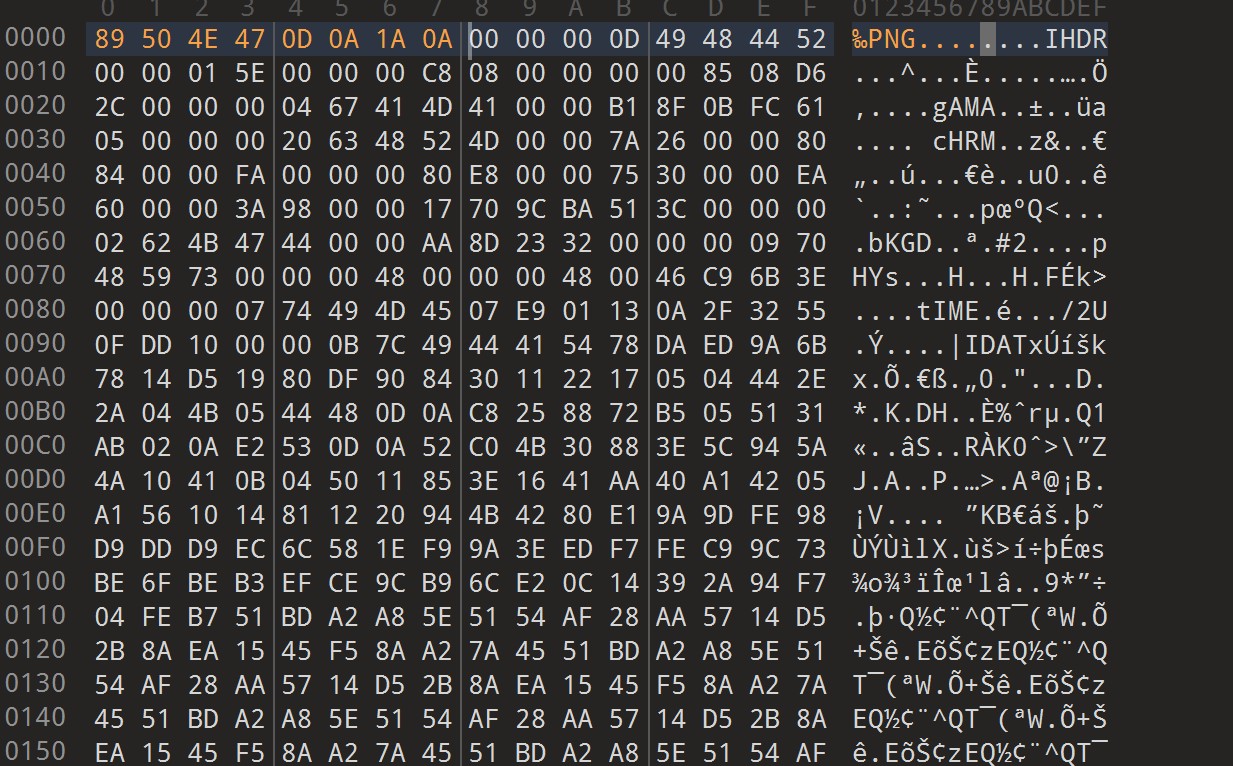 0 1 2 3 4 5 6 7 8 9 A B C D E F 0123456789ABCDEF
0000 89 50 4E 47 0D 0A 1A 0A 00 00 00 0D 49 48 44 52 ‰PNG........IHDR
0010 00 00 01 5E 00 00 00 C8 08 00 00 00 00 85 08 D6 ...^...È.....….Ö
0020 2C 00 00 00 04 67 41 4D 41 00 00 B1 8F 0B FC 61 ,....gAMA..±..üa
0030 05 00 00 00 20 63 48 52 4D 00 00 7A 26 00 00 80 .... cHRM..z&..€
0040 84 00 00 FA 00 00 00 80 E8 00 00 75 30 00 00 EA „..ú...€è..u0..ê
0050 60 00 00 3A 98 00 00 17 70 9C BA 51 3C 00 00 00 `..:˜...pœºQ<...
0060 02 62 4B 47 44 00 00 AA 8D 23 32 00 00 00 09 70 .bKGD..ª.#2....p
0070 48 59 73 00 00 00 48 00 00 00 48 00 46 C9 6B 3E HYs...H...H.FÉk>
0080 00 00 00 07 74 49 4D 45 07 E9 01 13 0A 2F 32 55 ....tIME.é.../2U
0090 0F DD 10 00 00 0B 7C 49 44 41 54 78 DA ED 9A 6B .Ý....|IDATxÚíšk
00A0 78 14 D5 19 80 DF 90 84 30 11 22 17 05 04 44 2E x.Õ.€ß.„0."...D.
00B0 2A 04 4B 05 44 48 0D 0A C8 25 88 72 B5 05 51 31 *.K.DH..È%ˆrµ.Q1
00C0 AB 02 0A E2 53 0D 0A 52 C0 4B 30 88 3E 5C 94 5A «..âS..RÀK0ˆ>\”Z
00D0 4A 10 41 0B 04 50 11 85 3E 16 41 AA 40 A1 42 05 J.A..P.…>.Aª@¡B.
00E0 A1 56 10 14 81 12 20 94 4B 42 80 E1 9A 9D FE 98 ¡V.... ”KB€áš.þ˜
00F0 D9 DD D9 EC 6C 58 1E F9 9A 3E ED F7 FE C9 9C 73 ÙÝÙìlX.ùš>í÷þÉœs
0100 BE 6F BE B3 EF CE 9C B9 6C E2 0C 14 39 2A 94 F7 ¾o¾³ïÎœ¹lâ..9*”÷
0110 04 FE B7 51 BD A2 A8 5E 51 54 AF 28 AA 57 14 D5 .þ·Q½¢¨^QT¯(ªW.Õ
0120 2B 8A EA 15 45 F5 8A A2 7A 45 51 BD A2 A8 5E 51 +Šê.EõŠ¢zEQ½¢¨^Q
0130 54 AF 28 AA 57 14 D5 2B 8A EA 15 45 F5 8A A2 7A T¯(ªW.Õ+Šê.EõŠ¢z
0140 45 51 BD A2 A8 5E 51 54 AF 28 AA 57 14 D5 2B 8A EQ½¢¨^QT¯(ªW.Õ+Š
0150 EA 15 45 F5 8A A2 7A 45 51 BD A2 A8 5E 51 54 AF ê.EõŠ¢zEQ½¢¨^QT¯